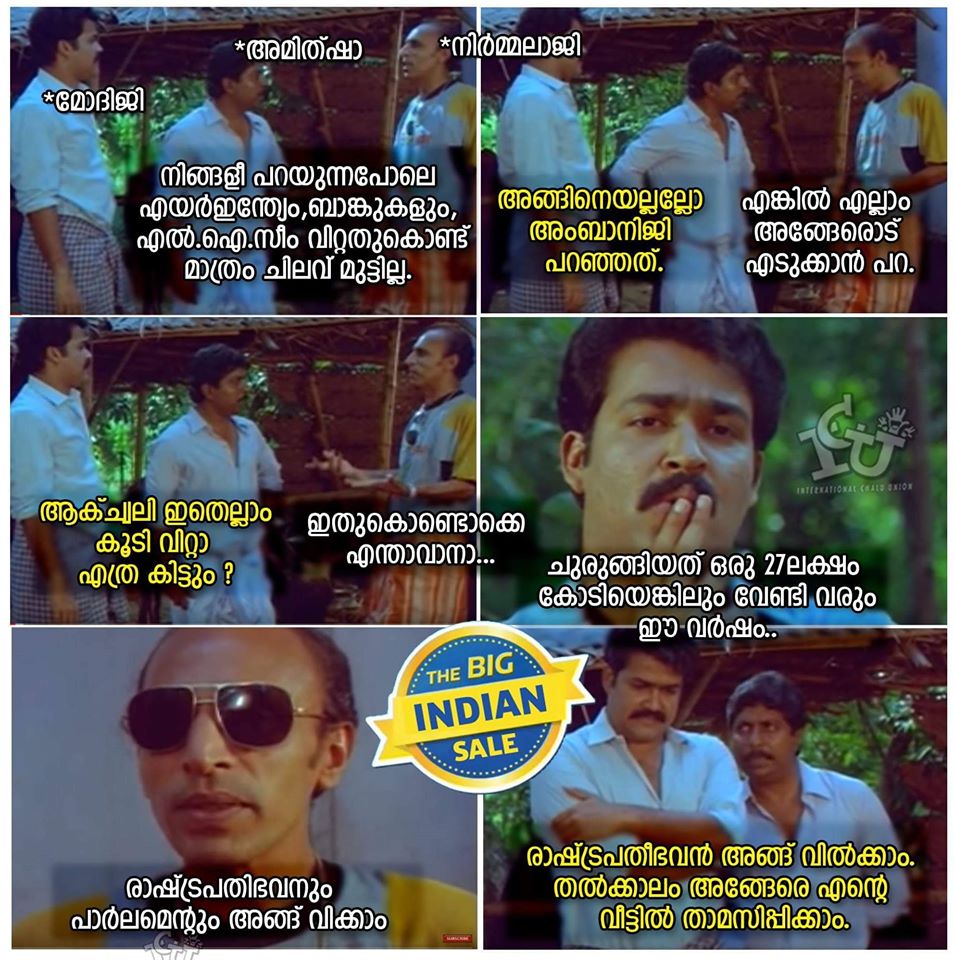 *അമിത്ഷാ
*മോദിജി
നിങ്ങളീ പറയുന്നപോലെ
എയർഇന്ത്യേം,ബാങ്കുകളും,
എൽ.ഐ.സീം വിറ്റതുകൊണ്ട്
മാത്രം ചിലവ് മുട്ടില്ല.
*നിർമ്മലാജി
അങ്ങിനെയല്ലല്ലോ
അംബാനിജി
പറഞ്ഞത്.
എങ്കിൽ എല്ലാം
അങ്ങേരൊട്
എടുക്കാൻ പറ.
ആക്ച്വലി ഇതെല്ലാം
കൂടി വിറ്റാ
എത്ര കിട്ടും ?
ഇതുകൊണ്ടൊക്കെ
എന്താവാനാ...
ICU
INTERNATIONAL CHALU UNION
ചുരുങ്ങിയത് ഒരു 27ലക്ഷം
കോടിയെങ്കിലും വേണ്ടി വരും
ഈ വർഷം..
THE BIG
INDIAN
SALE
രാഷ്ട്രപതിഭവനും
പാർലമെന്റും അങ്ങ് വിക്കാം
SUBSCRIBE
രാഷ്ട്രപതീഭവൻ അങ്ങ് വിൽക്കാം.
തൽക്കാലം അങ്ങേരെ എന്റെ
വീട്ടിൽ താമസിപ്പിക്കാം.